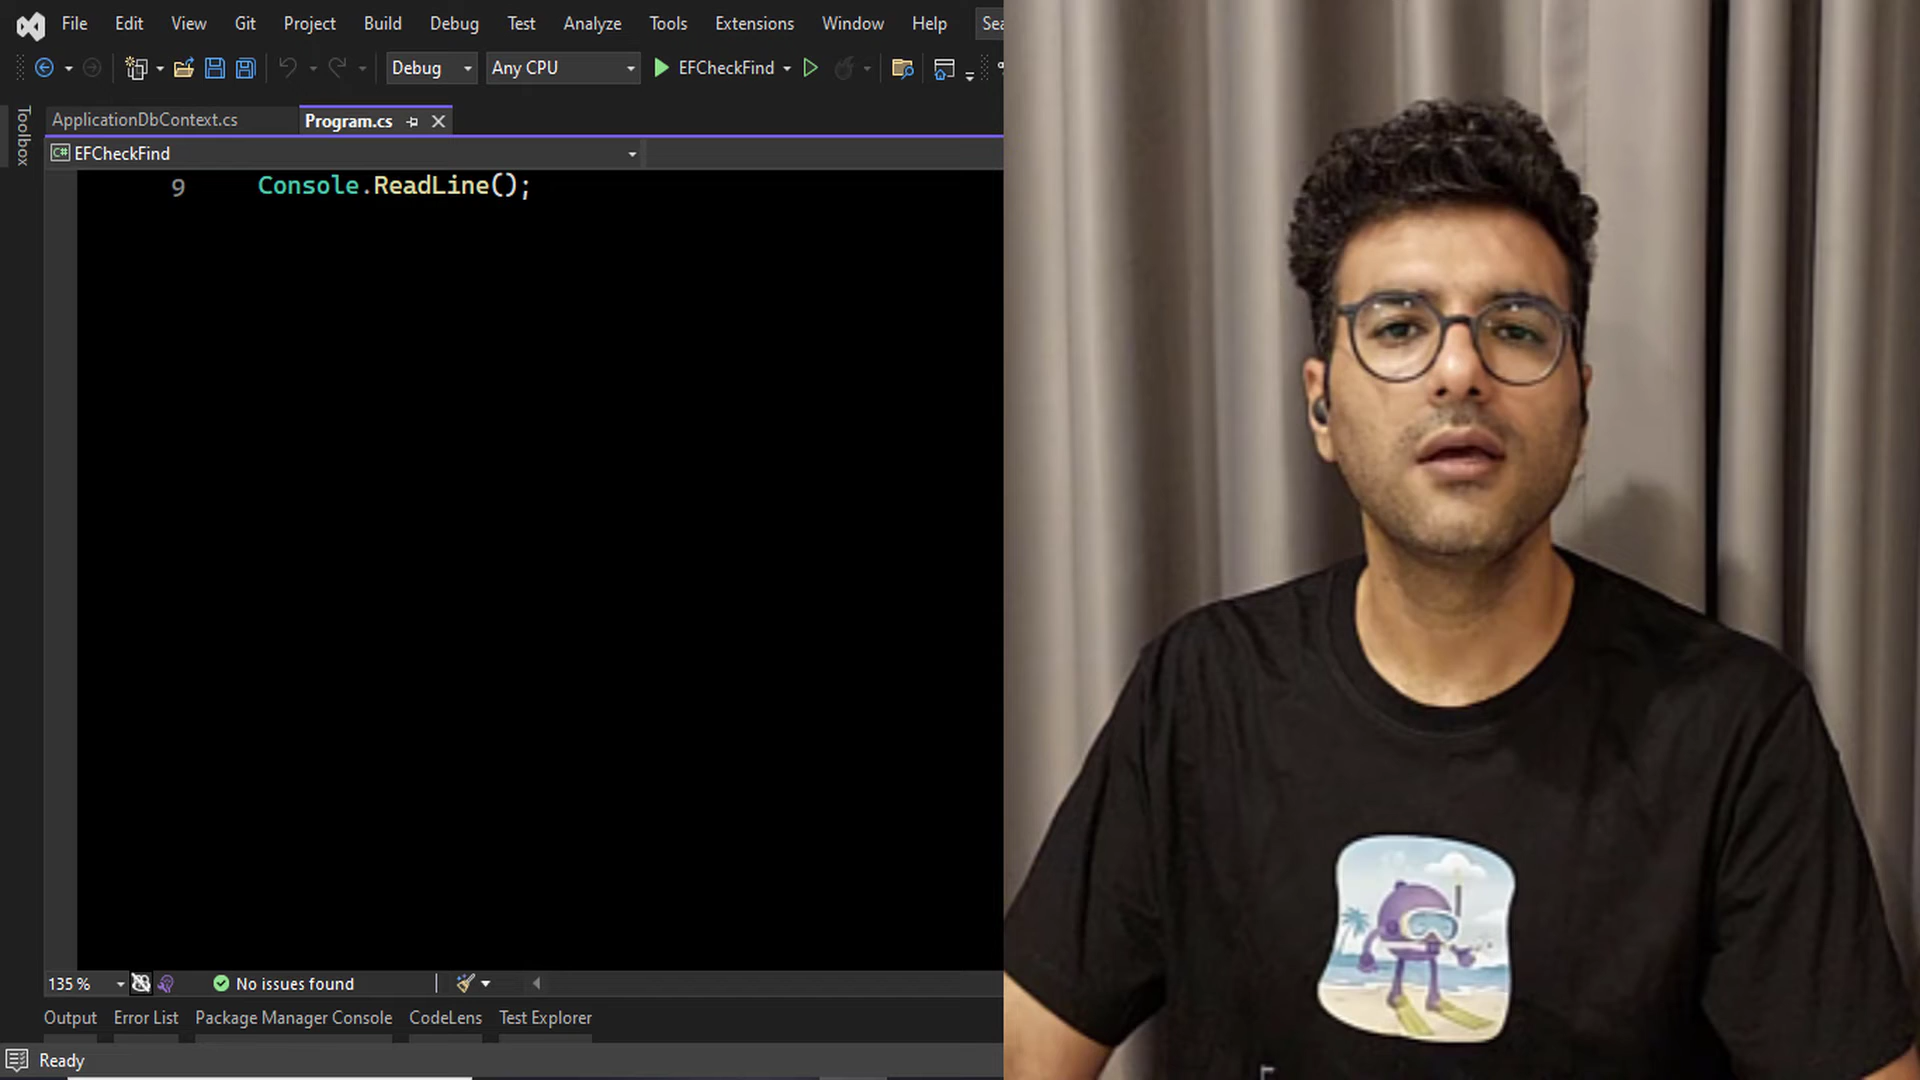 File Edit View Git Project Build Debug Test Analyze Tools Extensions Window Help Sea
Debug Any CPU EFCheckFind
Toolbox
ApplicationDbContext.cs Program.cs
C# EFCheckFind
9 Console.ReadLine();
135 % No issues found
Output Error List Package Manager Console CodeLens Test Explorer
Ready